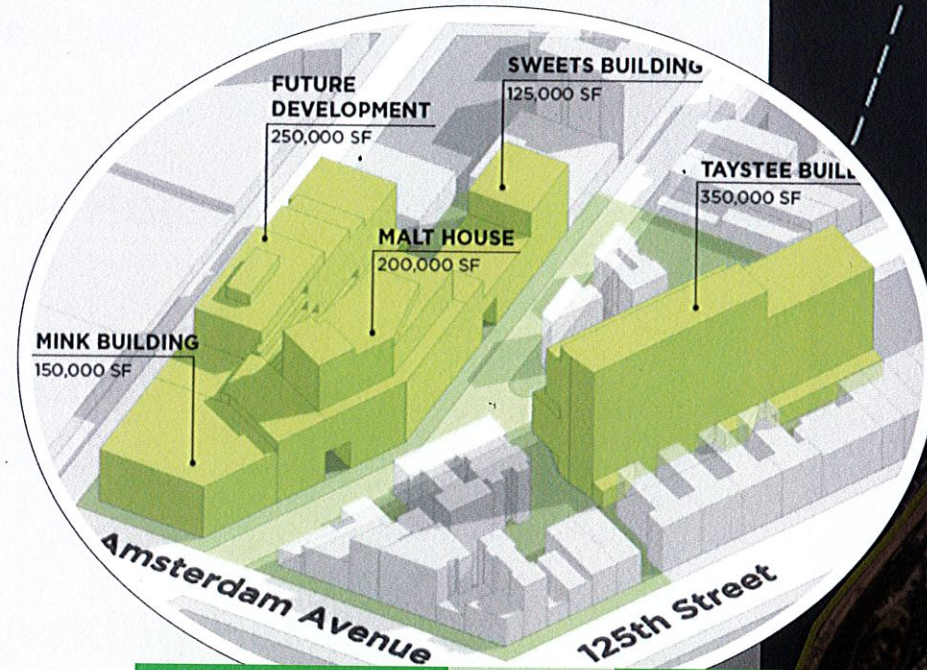 FUTURE
DEVELOPMENT
250,000 SF
SWEETS BUILDING
125,000 SF
TAYSTEE BUIL
350,000 SF
MALT HOUSE
200,000 SF
MINK BUILDING
150,000 SF
Amsterdam Avenue
125th Street